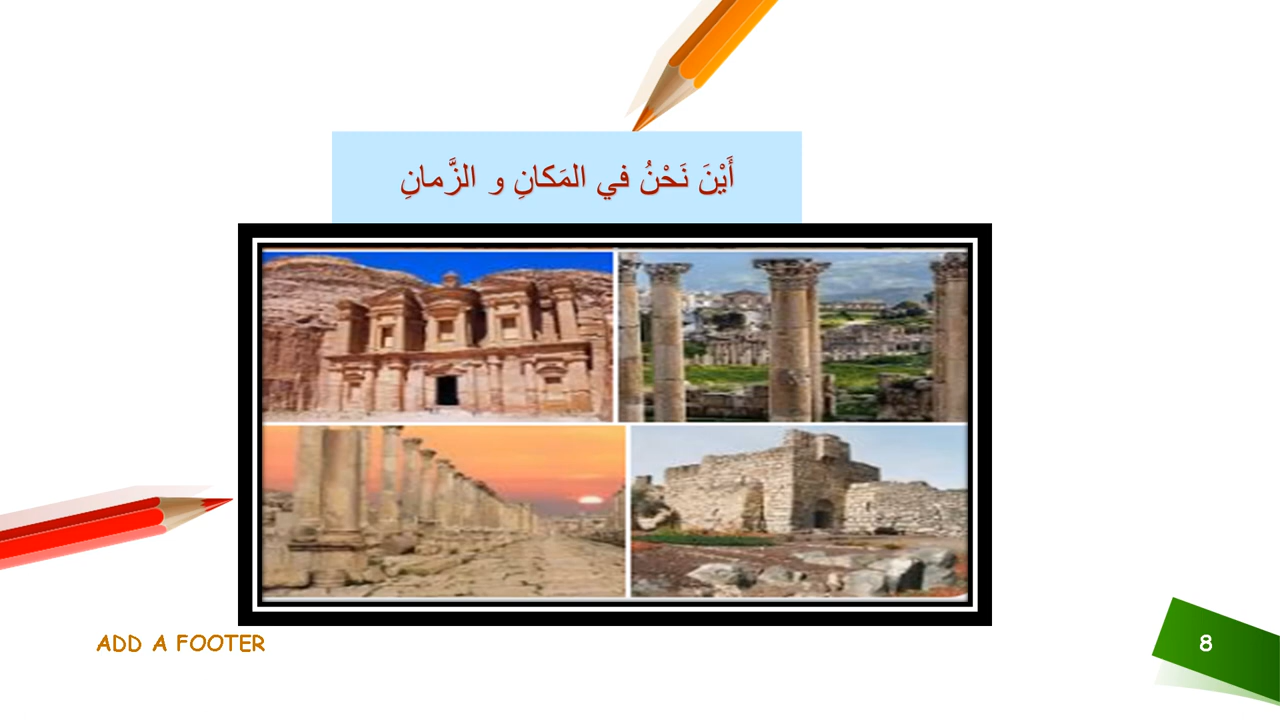 أَيْنَ نَحْنُ في المَكانِ و الزَّمانِ
ADD A FOOTER
8